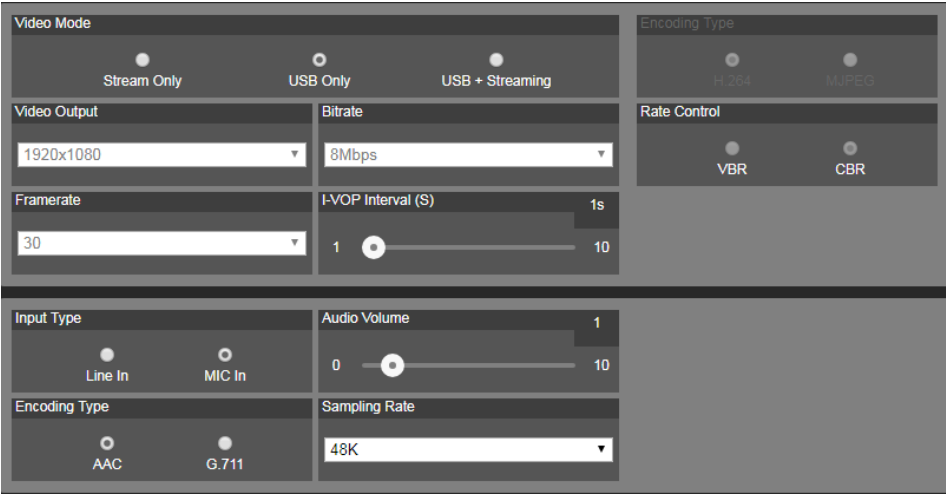 Video Mode
Stream Only
USB Only
USB + Streaming
Encoding Type
H.264
MJPEG
Video Output
1920x1080
Bitrate
8Mbps
Rate Control
VBR
CBR
Framerate
30
I-VOP Interval (S)
1s
1
10
Input Type
Line In
MIC In
Audio Volume
1
0
10
Encoding Type
AAC
G.711
Sampling Rate
48K